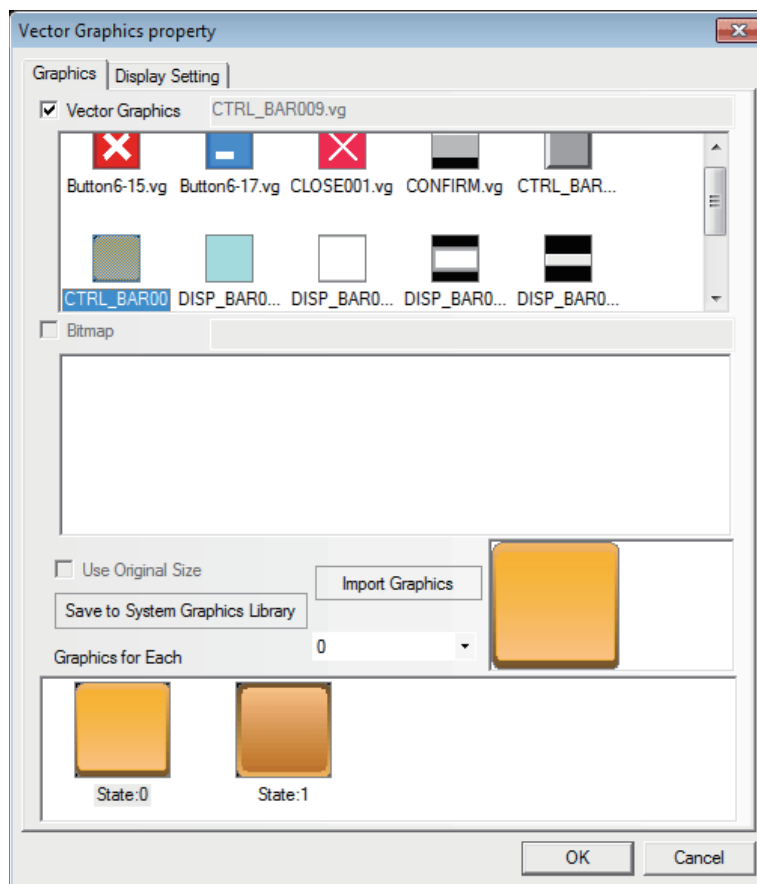 Vector Graphics property
Graphics Display Setting
Vector Graphics CTRL_BAR009.vg
Button6-15.vg Button6-17.vg CLOSE001.vg CONFIRM.vg CTRL_BAR...
CTRL_BAR00 DISP_BAR0... DISP_BAR0... DISP_BAR0... DISP_BAR0...
Bitmap
Use Original Size
Import Graphics
Save to System Graphics Library
0
Graphics for Each
State:0 State:1
OK Cancel